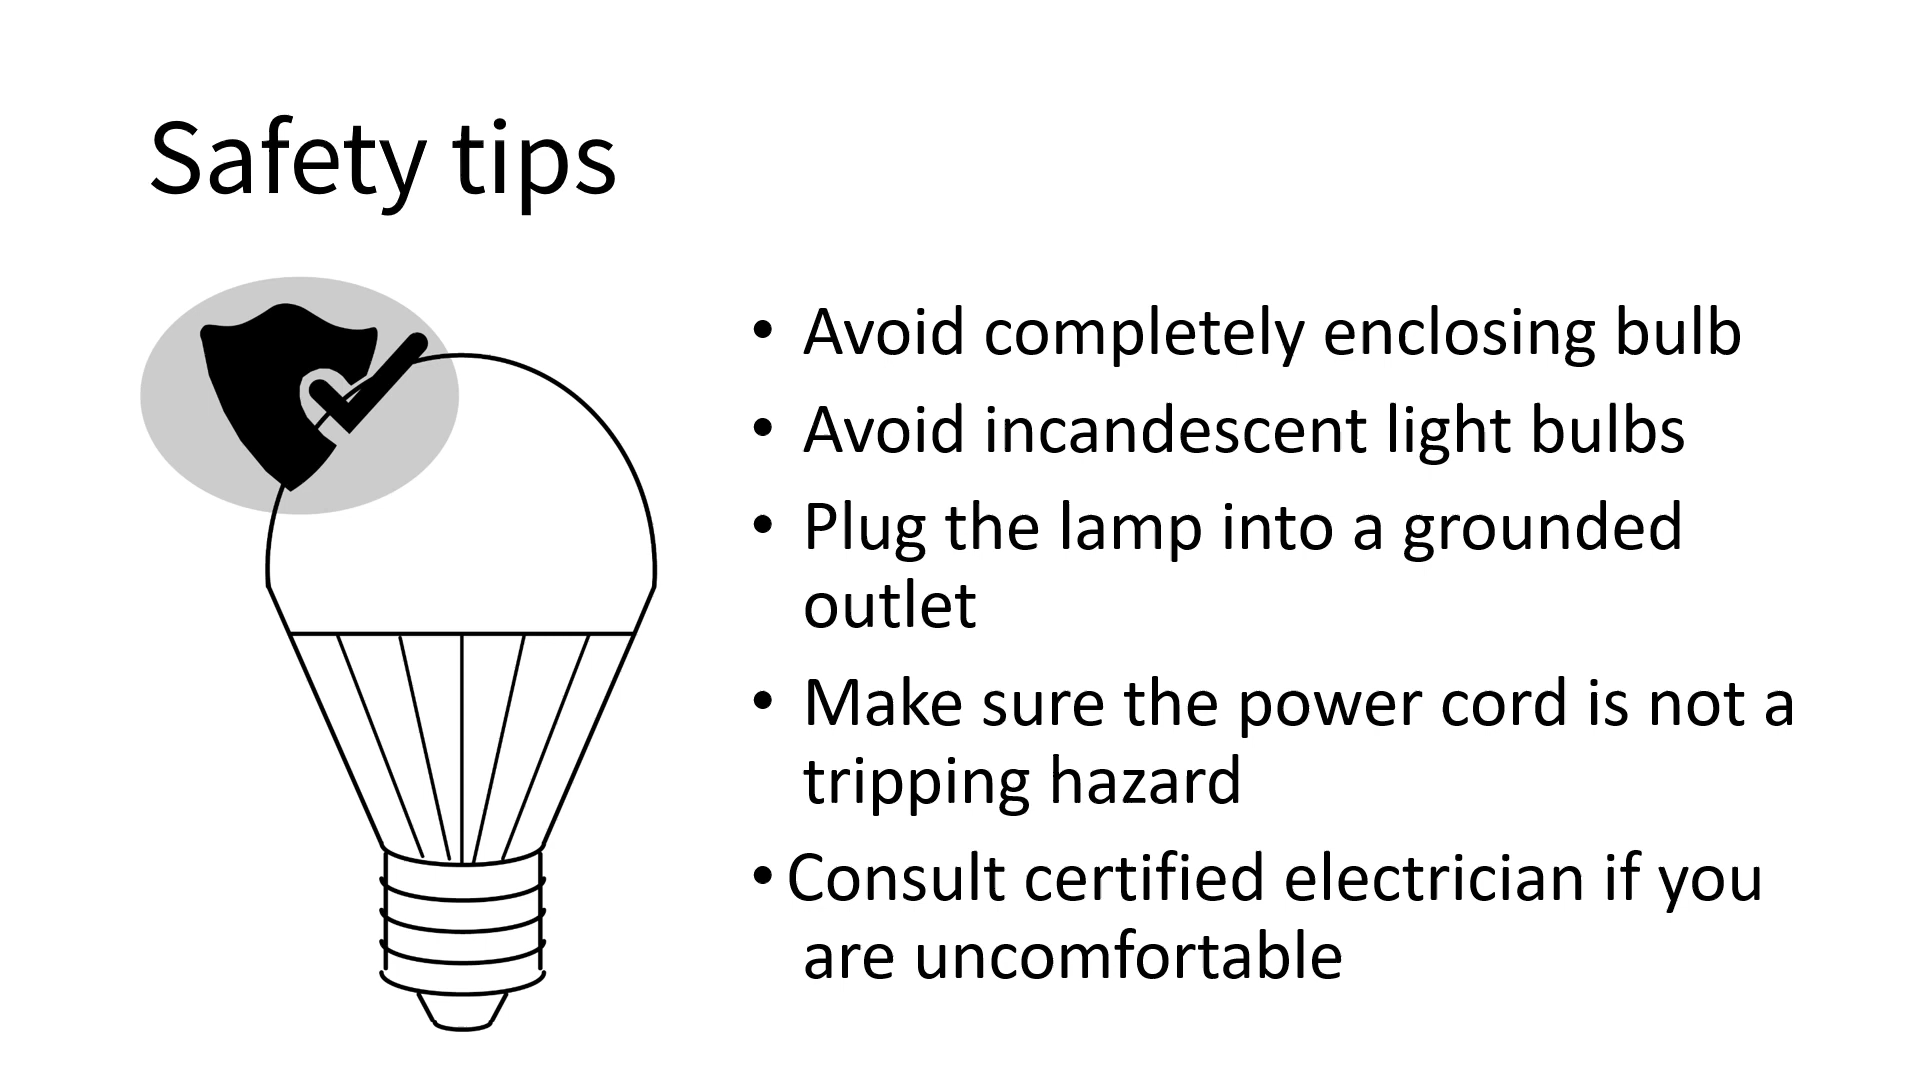 Safety tips
• Avoid completely enclosing bulb
• Avoid incandescent light bulbs
• Plug the lamp into a grounded
outlet
• Make sure the power cord is not a
tripping hazard
• Consult certified electrician if you
are uncomfortable